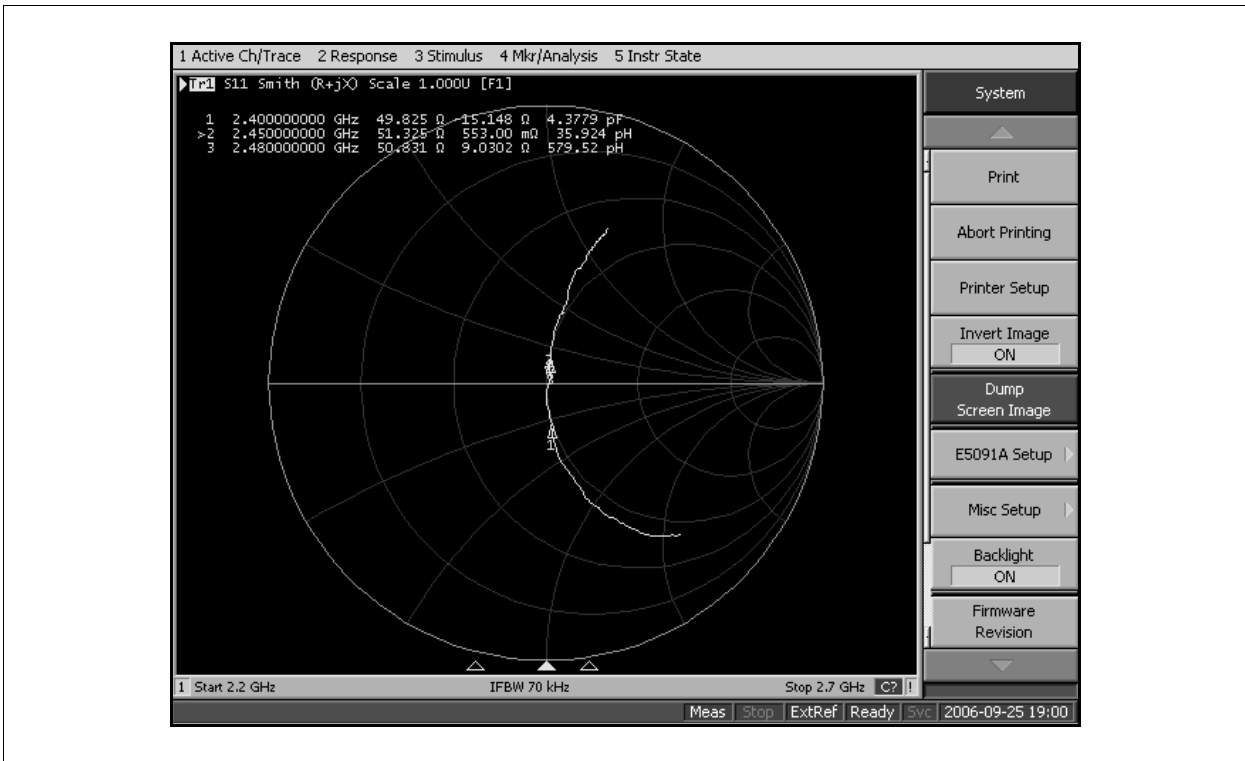 1 Active Ch/Trace 2 Response 3 Stimulus 4 Mkr/Analysis 5 Instr State
Tr1 S11 Smith (R+jX) Scale 1.000U [F1]
1 2.400000000 GHz 49.825 Ω -15.148 Ω 4.3779 pF
>2 2.450000000 GHz 51.325 Ω 553.00 mΩ 35.924 pH
3 2.480000000 GHz 50.831 Ω 9.0302 Ω 579.52 pH
1
System
Print
Abort Printing
Printer Setup
Invert Image
ON
Dump
Screen Image
E5091A Setup
Misc Setup
Backlight
ON
Firmware
Revision
1 Start 2.2 GHz IFBW 70 kHz Stop 2.7 GHz C? !
Meas Stop ExtRef Ready Svc 2006-09-25 19:00